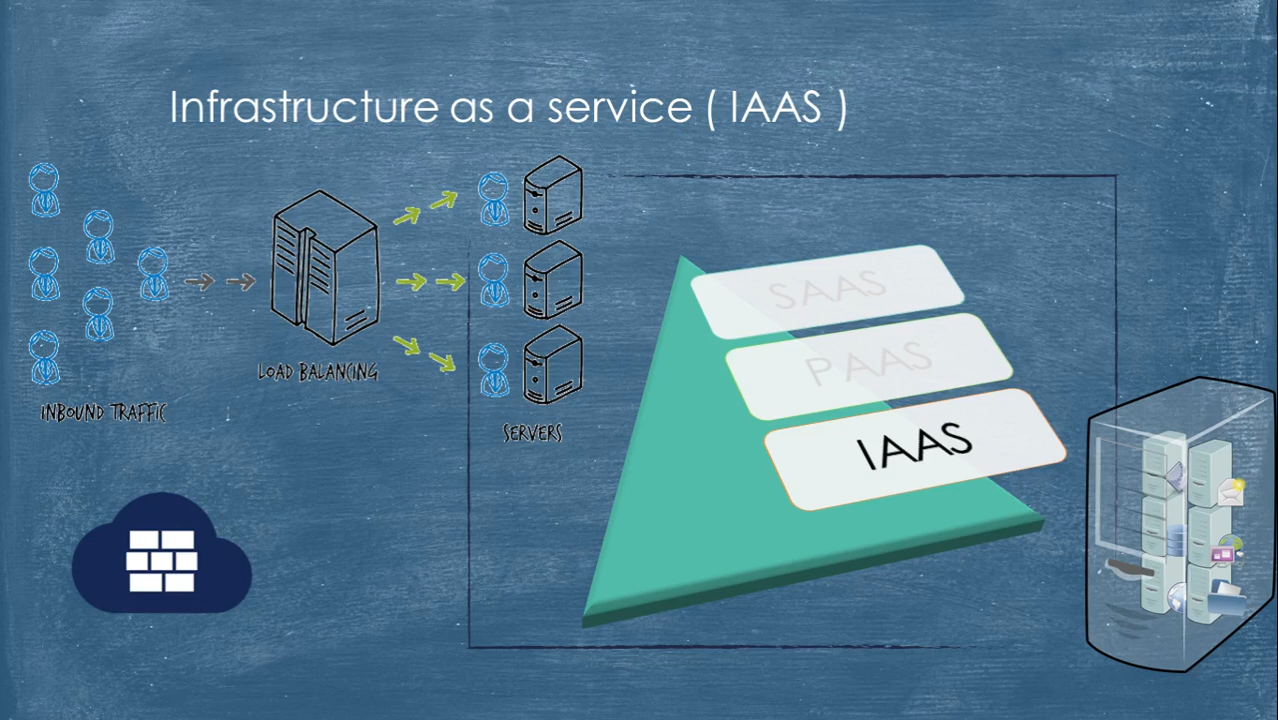 Infrastructure as a service ( IAAS )
INBOUND TRAFFIC
LOAD BALANCING
SERVERS
SAAS
PAAS
IAAS